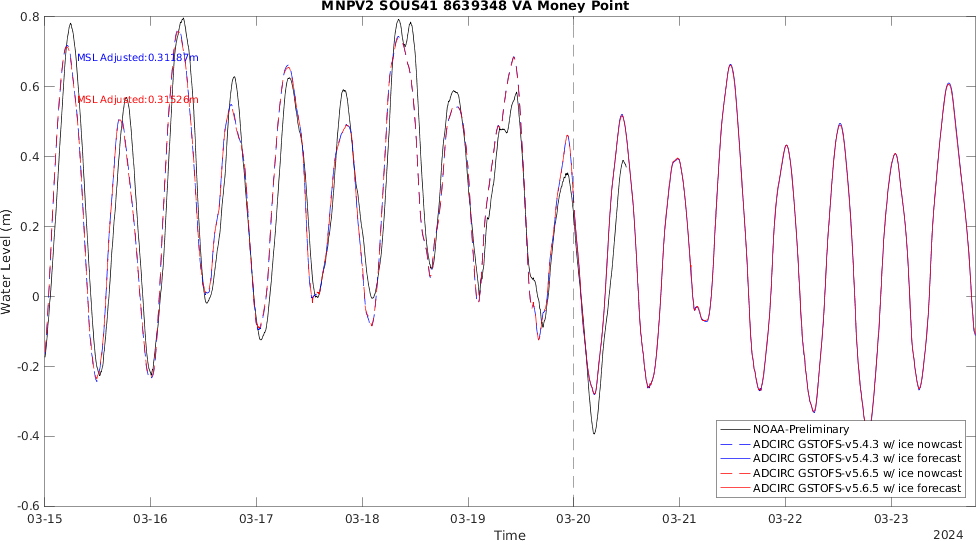 MNPV2 SOUS41 8639348 VA Money Point
0.8
0.6
0.4
0.2
0
-0.2
-0.4
-0.6
Water Level (m)
MSL Adjusted:0.31187m
MSL Adjusted:0.31526m
NOAA-Preliminary
ADCIRC GSTOFS-v5.4.3 w/ ice nowcast
ADCIRC GSTOFS-v5.4.3 w/ ice forecast
ADCIRC GSTOFS-v5.6.5 w/ ice nowcast
ADCIRC GSTOFS-v5.6.5 w/ ice forecast
03-15 03-16 03-17 03-18 03-19 03-20 03-21 03-22 03-23
Time
2024